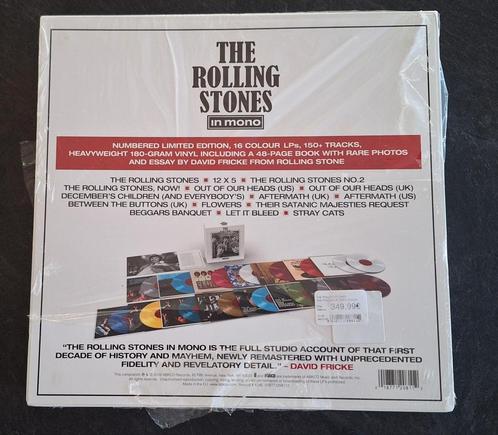 THE
ROLLING
STONES
in mono
NUMBERED LIMITED EDITION, 16 COLOUR LPs, 150+ TRACKS,
HEAVYWEIGHT 180-GRAM VINYL INCLUDING A 48-PAGE BOOK WITH RARE PHOTOS
AND ESSAY BY DAVID FRICKE FROM ROLLING STONE
THE ROLLING STONES ■ 12 X 5 ■ THE ROLLING STONES NO.2
THE ROLLING STONES, NOW! ■ OUT OF OUR HEADS (US) ■ OUT OF OUR HEADS (UK)
DECEMBER'S CHILDREN (AND EVERYBODY'S) ■ AFTERMATH (UK) ■ AFTERMATH (US)
BETWEEN THE BUTTONS (UK) ■ FLOWERS ■ THEIR SATANIC MAJESTIES REQUEST
BEGGARS BANQUET ■ LET IT BLEED ■ STRAY CATS
349,99€
"THE ROLLING STONES IN MONO IS THE FULL STUDIO ACCOUNT OF THAT FIRST
DECADE OF HISTORY AND MAYHEM, NEWLY REMASTERED WITH UNPRECEDENTED
FIDELITY AND REVELATORY DETAIL." – DAVID FRICKE